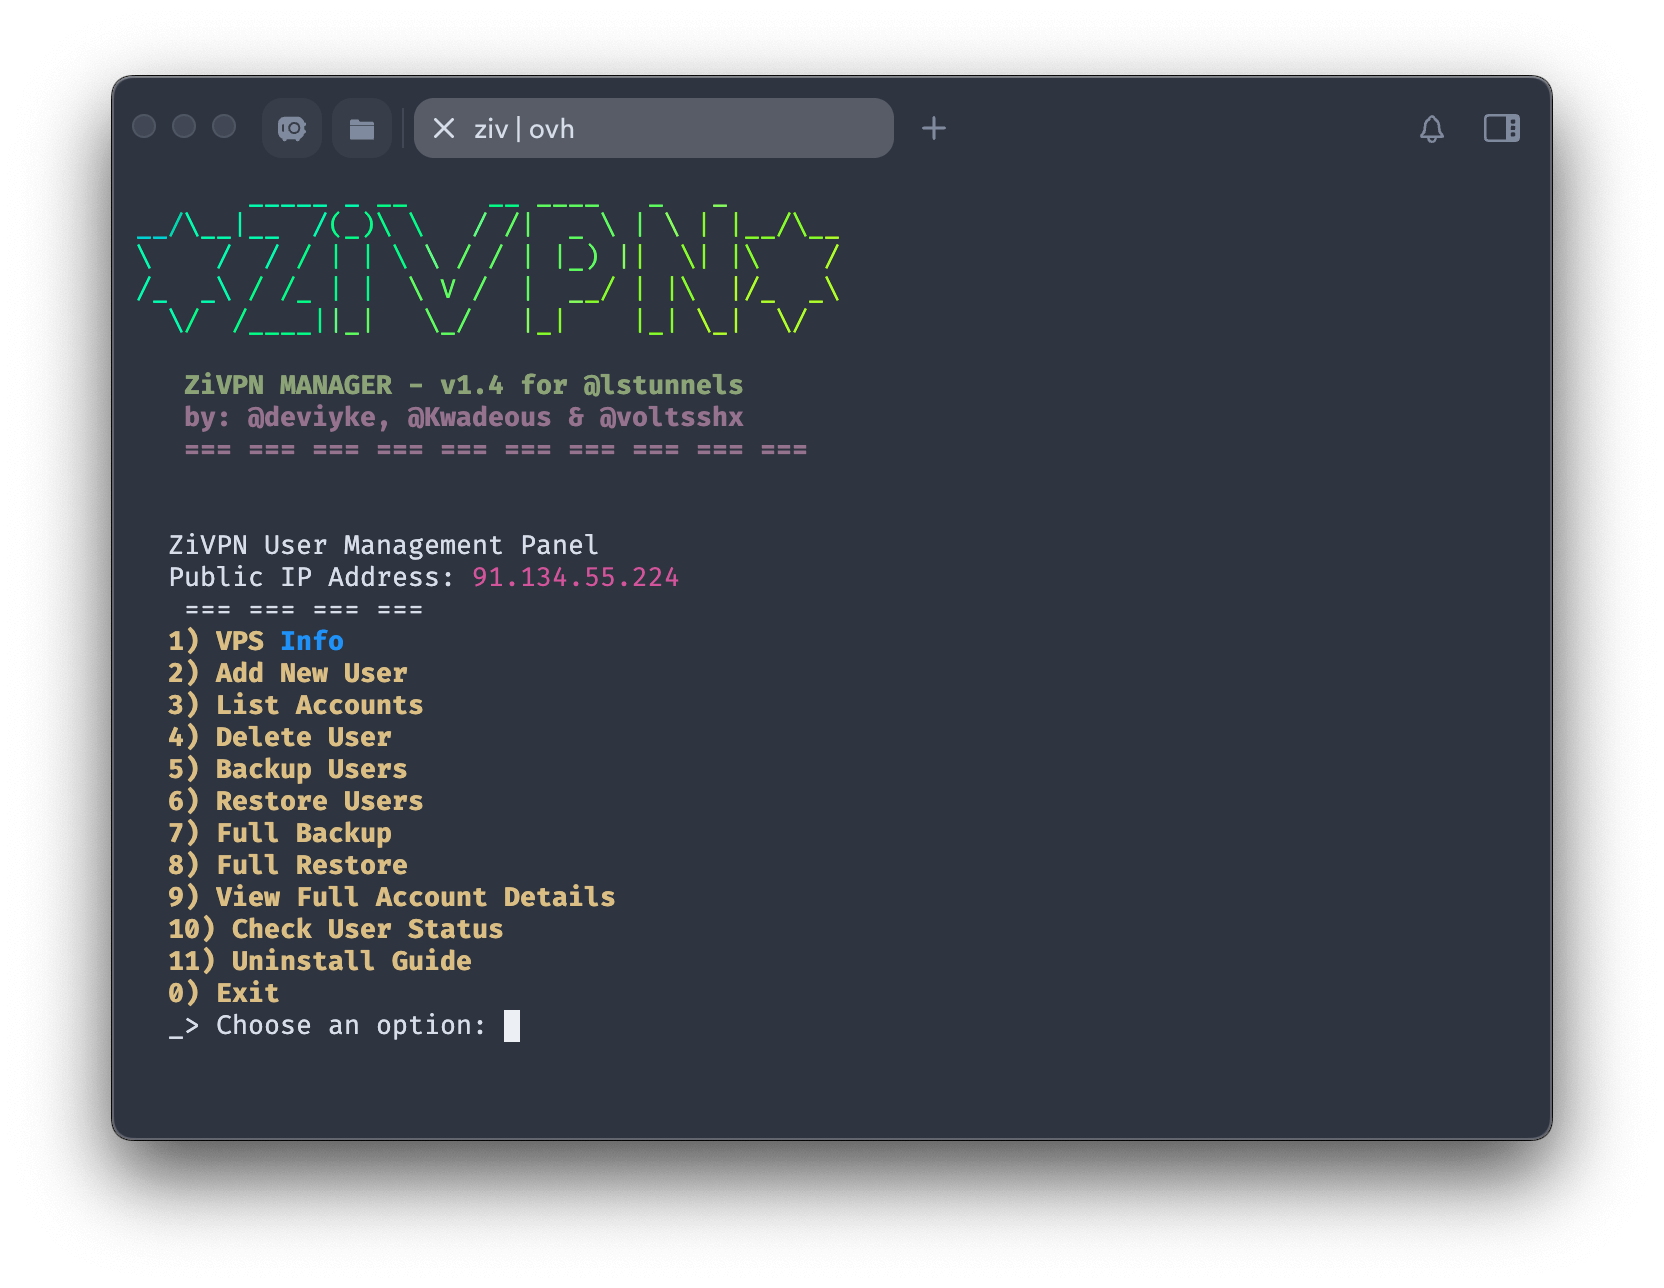 ziv | ovh
ZiVPN
ZiVPN MANAGER - v1.4 for @lstunnels
by: @deviyke, @Kwadeous & @voltsshx
=== === === === === === === === === ===
ZiVPN User Management Panel
Public IP Address: 91.134.55.224
=== === === ===
1) VPS Info
2) Add New User
3) List Accounts
4) Delete User
5) Backup Users
6) Restore Users
7) Full Backup
8) Full Restore
9) View Full Account Details
10) Check User Status
11) Uninstall Guide
0) Exit
_> Choose an option: